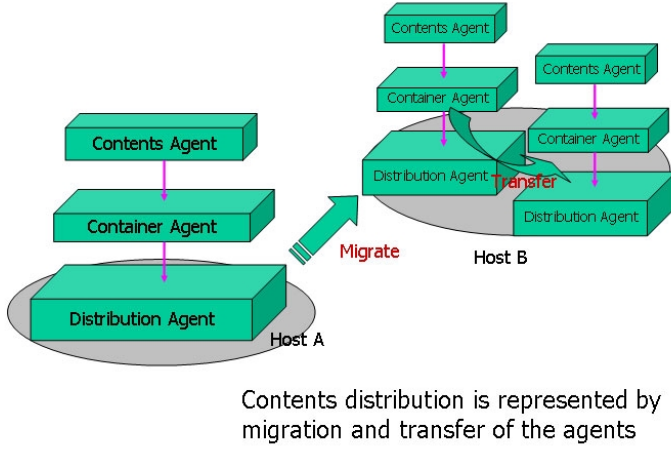 Contents Agent
Contents Agent
Container Agent
Contents Agent
Container Agent
Distribution Agent
Transfer
Distribution Agent
Container Agent
Migrate
Host B
Distribution Agent
Host A
Contents distribution is represented by
migration and transfer of the agents